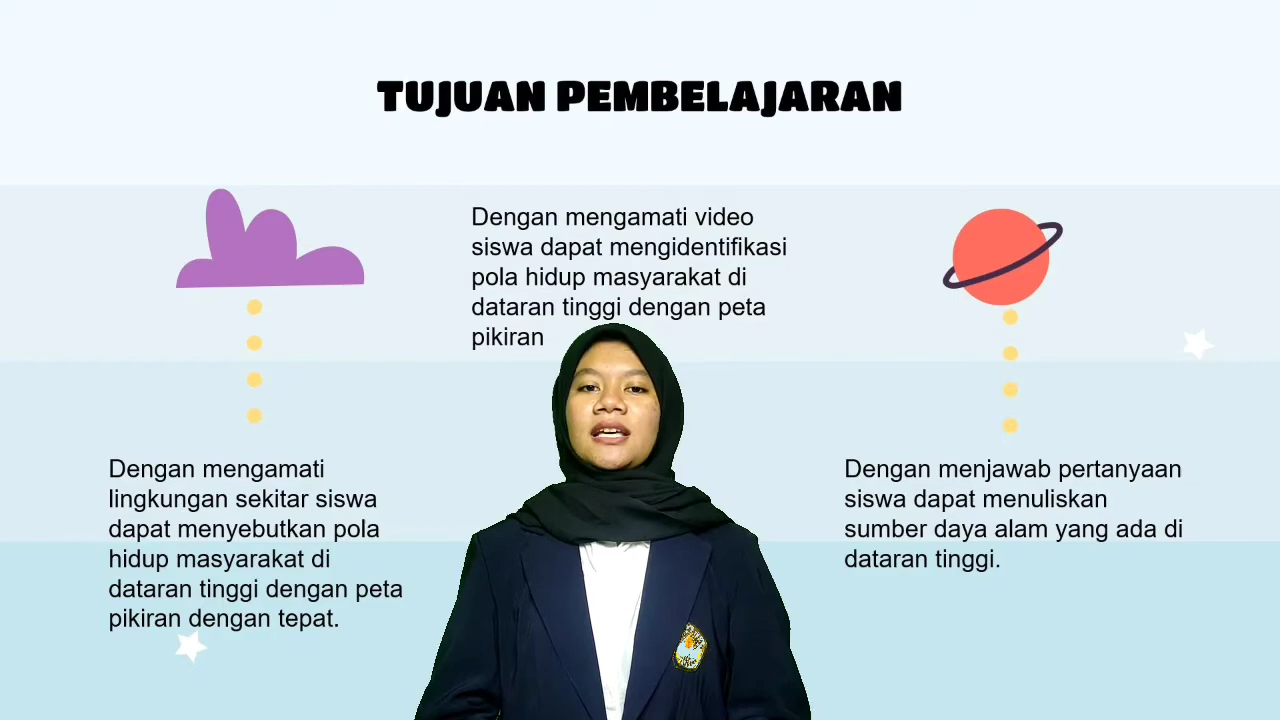 TUJUAN PEMBELAJARAN
Dengan mengamati
lingkungan sekitar siswa
dapat menyebutkan pola
hidup masyarakat di
dataran tinggi dengan peta
pikiran dengan tepat.
Dengan mengamati video
siswa dapat mengidentifikasi
pola hidup masyarakat di
dataran tinggi dengan peta
pikiran
Dengan menjawab pertanyaan
siswa dapat menuliskan
sumber daya alam yang ada di
dataran tinggi.